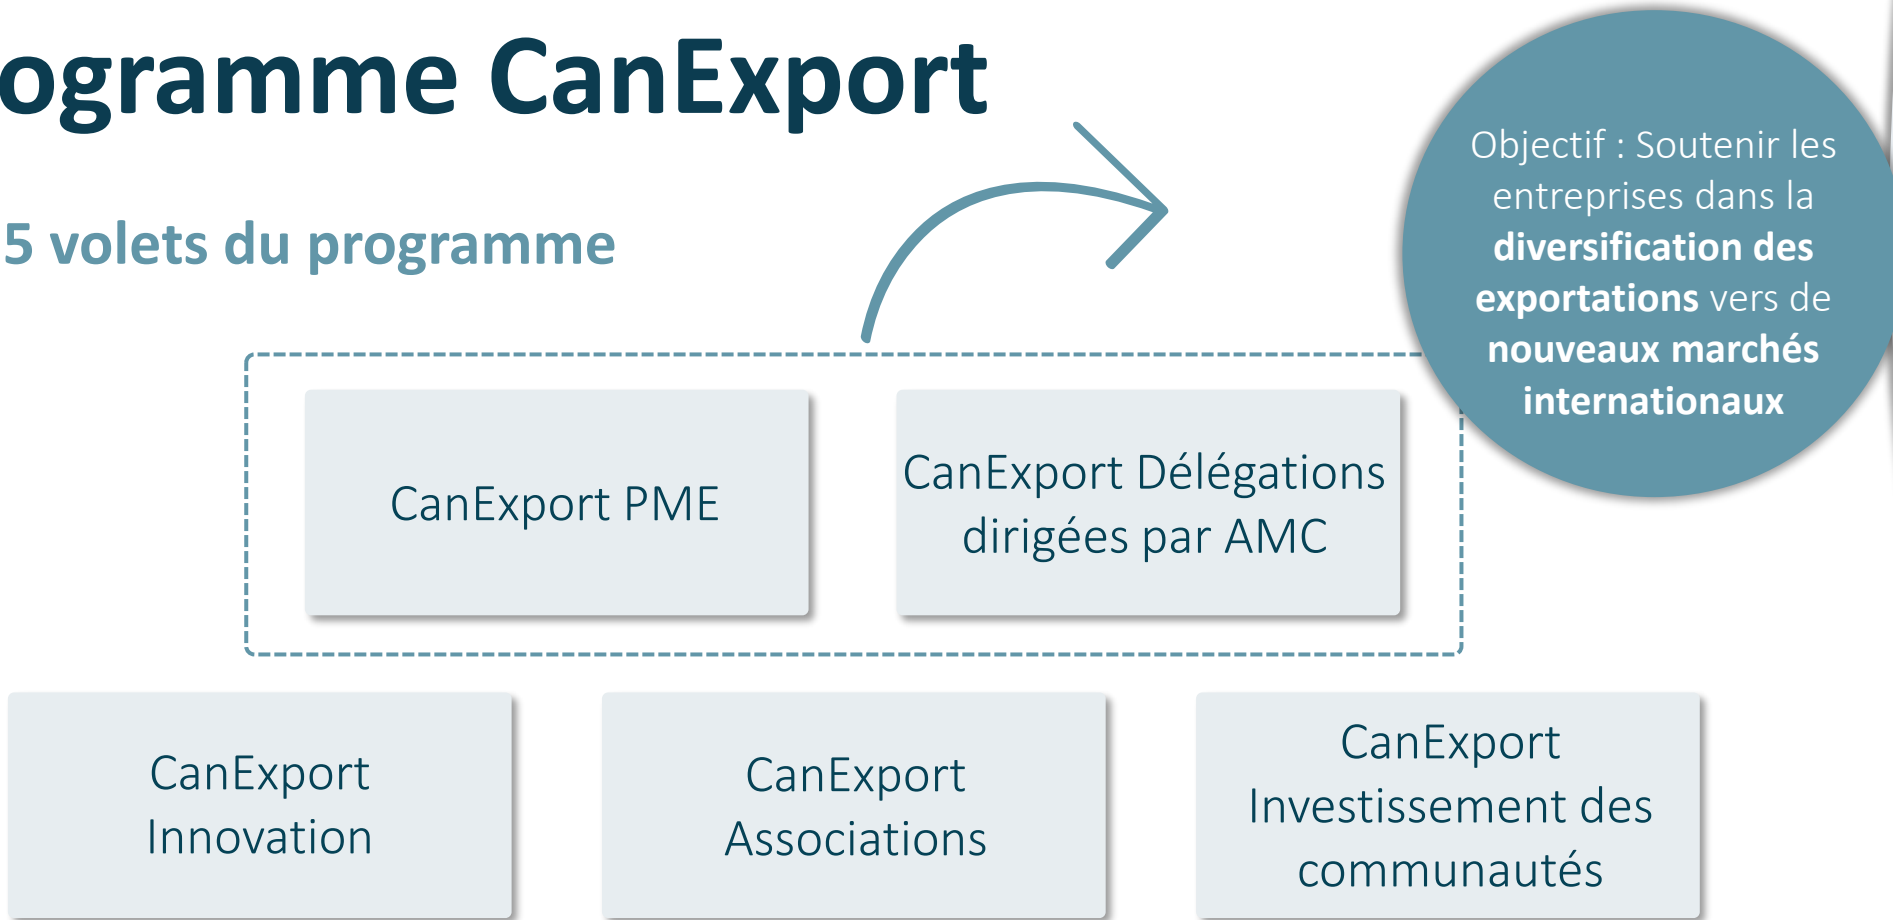 ogramme CanExport
5 volets du programme
Objectif : Soutenir les
entreprises dans la
diversification des
exportations vers de
nouveaux marchés
internationaux
CanExport PME
CanExport Délégations
dirigées par AMC
CanExport
Innovation
CanExport
Associations
CanExport
Investissement des
communautés